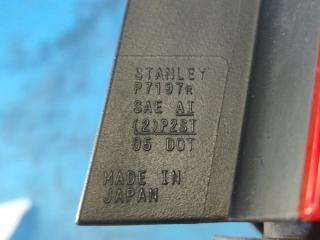 STANLEY
P7197R
SAE AI
(2)P2ST
05 DOT
MADE IN
JAPAN